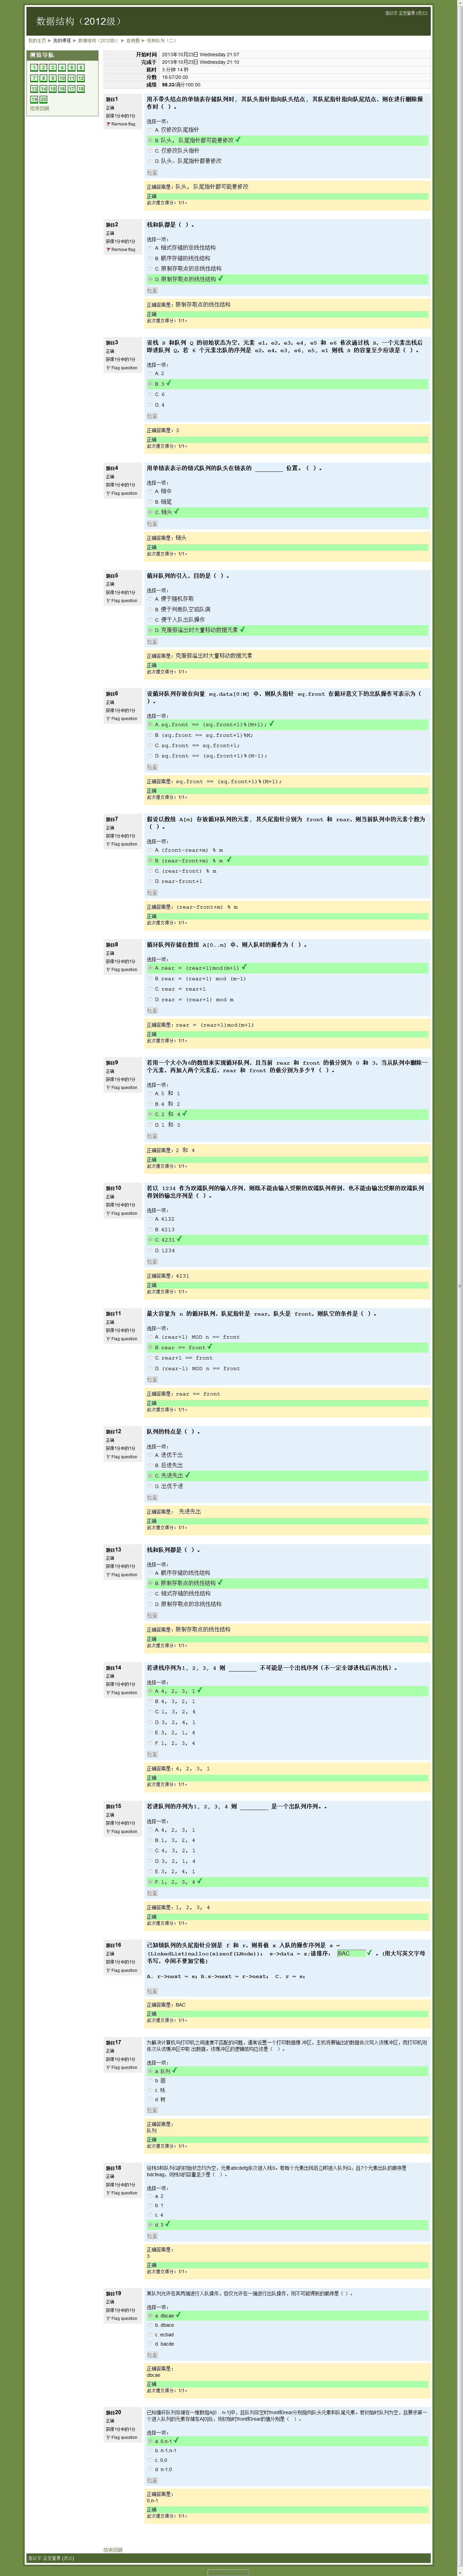 数据结构（2012级）
我的主页 ► 我的课程 ► 数据结构（2012级） ► 自测题 ► 栈和队列（二）
测验导航
1 2 3 4 5 6
7 8 9 10 11 12
13 14 15 16 17 18
19 20
结束回顾
开始时间 2013年10月23日 Wednesday 21:07
完成于 2013年10月23日 Wednesday 21:10
耗时 3 分钟 14 秒
分数 19.67/20.00
成绩 98.33/满分100.00
题目1
正确
获得1分中的1分
Remove flag
用不带头结点的单链表存储队列时，其队头指针指向队头结点，其队尾指针指向队尾结点，则在进行删除操作时（ ）。
选择一项：
A. 仅修改队尾指针
B. 队头、队尾指针都可能要修改 ✓
C. 仅修改队头指针
D. 队头、队尾指针都要修改
检查
正确答案是：队头、队尾指针都可能要修改
正确
此次提交得分：1/1。
题目2
正确
获得1分中的1分
Remove flag
栈和队都是（ ）。
选择一项：
A. 链式存储的非线性结构
B. 顺序存储的线性结构
C. 限制存取点的非线性结构
D. 限制存取点的线性结构 ✓
检查
正确答案是：限制存取点的线性结构
正确
此次提交得分：1/1。
题目3
正确
获得1分中的1分
Flag question
设栈 S 和队列 Q 的初始状态为空，元素 e1，e2，e3，e4, e5 和 e6 依次通过栈 S，一个元素出栈后即进队列 Q，若 6 个元素出队的序列是 e2，e4，e3, e6, e5, e1 则栈 S 的容量至少应该是（ ）。
选择一项：
A. 2
B. 3 ✓
C. 6
D. 4
检查
正确答案是：3
正确
此次提交得分：1/1。
题目4
正确
获得1分中的1分
Flag question
用单链表表示的链式队列的队头在链表的 ________ 位置。（ ）。
选择一项：
A. 链中
B. 链尾
C. 链头 ✓
检查
正确答案是：链头
正确
此次提交得分：1/1。
题目5
正确
获得1分中的1分
Flag question
循环队列的引入，目的是（ ）。
选择一项：
A. 便于随机存取
B. 便于判断队空或队满
C. 便于入队出队操作
D. 克服假溢出时大量移动数据元素 ✓
检查
正确答案是：克服假溢出时大量移动数据元素
正确
此次提交得分：1/1。
题目6
正确
获得1分中的1分
Flag question
设循环队列存放在向量 sq.data[0:M] 中，则队头指针 sq.front 在循环意义下的出队操作可表示为（ ）。
选择一项：
A. sq.front == (sq.front+1)%(M+1); ✓
B. (sq.front == sq.front+1)%M;
C. sq.front == sq.front+1;
D. sq.front == (sq.front+1)%(M-1);
检查
正确答案是：sq.front == (sq.front+1)%(M+1);
正确
此次提交得分：1/1。
题目7
正确
获得1分中的1分
Flag question
假设以数组 A[m] 存放循环队列的元素，其头尾指针分别为 front 和 rear，则当前队列中的元素个数为（ ）。
选择一项：
A. (front-rear+m) % m
B. (rear-front+m) % m ✓
C. (rear-front) % m
D. rear-front+1
检查
正确答案是：(rear-front+m) % m
正确
此次提交得分：1/1。
题目8
正确
获得1分中的1分
Flag question
循环队列存储在数组 A[0..m] 中，则入队时的操作为（ ）。
选择一项：
A. rear = (rear+1)mod(m+1) ✓
B. rear = (rear+1) mod (m-1)
C. rear = rear+1
D. rear = (rear+1) mod m
检查
正确答案是：rear = (rear+1)mod(m+1)
正确
此次提交得分：1/1。
题目9
正确
获得1分中的1分
Flag question
若用一个大小为6的数组来实现循环队列，且当前 rear 和 front 的值分别为 0 和 3，当从队列中删除一个元素，再加入两个元素后，rear 和 front 的值分别为多少？（ ）。
选择一项：
A. 5 和 1
B. 4 和 2
C. 2 和 4 ✓
D. 1 和 5
检查
正确答案是：2 和 4
正确
此次提交得分：1/1。
题目10
正确
获得1分中的1分
Flag question
若以 1234 作为双端队列的输入序列，则既不能由输入受限的双端队列得到，也不能由输出受限的双端队列得到的输出序列是（ ）。
选择一项：
A. 4132
B. 4213
C. 4231 ✓
D. 1234
检查
正确答案是：4231
正确
此次提交得分：1/1。
题目11
正确
获得1分中的1分
Flag question
最大容量为 n 的循环队列，队尾指针是 rear，队头是 front，则队空的条件是（ ）。
选择一项：
A. (rear+1) MOD n == front
B. rear == front ✓
C. rear+1 == front
D. (rear-1) MOD n == front
检查
正确答案是：rear == front
正确
此次提交得分：1/1。
题目12
正确
获得1分中的1分
Flag question
队列的特点是（ ）。
选择一项：
A. 进优于出
B. 后进先出
C. 先进先出 ✓
D. 出优于进
检查
正确答案是： 先进先出
正确
此次提交得分：1/1。
题目13
正确
获得1分中的1分
Flag question
栈和队列都是（ ）。
选择一项：
A. 顺序存储的线性结构
B. 限制存取点的线性结构 ✓
C. 链式存储的线性结构
D. 限制存取点的非线性结构
检查
正确答案是：限制存取点的线性结构
正确
此次提交得分：1/1。
题目14
正确
获得1分中的1分
Flag question
若进栈序列为1, 2, 3, 4 则 ________ 不可能是一个出栈序列（不一定全部进栈后再出栈）。
选择一项：
A. 4, 2, 3, 1 ✓
B. 4, 3, 2, 1
C. 1, 3, 2, 4
D. 3, 2, 4, 1
E. 3, 2, 1, 4
F. 1, 2, 3, 4
检查
正确答案是：4, 2, 3, 1
正确
此次提交得分：1/1。
题目15
正确
获得1分中的1分
Flag question
若进队列的序列为1, 2, 3, 4 则 ________ 是一个出队列序列。。
选择一项：
A. 4, 2, 3, 1
B. 1, 3, 2, 4
C. 4, 3, 2, 1
D. 3, 2, 1, 4
E. 3, 2, 4, 1
F. 1, 2, 3, 4 ✓
检查
正确答案是：1, 2, 3, 4
正确
此次提交得分：1/1。
题目16
正确
获得1分中的1分
Flag question
已知链队列的头尾指针分别是 f 和 r，则将值 x 入队的操作序列是 s = (LinkedList)malloc(sizeof(LNode)); s->data = x;请排序， BAC ✓ 。（用大写英文字母书写，中间不要加空格）
A. r->next = s; B.s->next = r->next; C. r = s;
检查
正确答案是：BAC
正确
此次提交得分：1/1。
题目17
正确
获得1分中的1分
Flag question
为解决计算机与打印机之间速度不匹配的问题，通常设置一个打印数据缓 冲区，主机将要输出的数据依次写入该缓冲区，而打印机则依次从该缓冲区中取 出数据。该缓冲区的逻辑结构应该是（ ）。
选择一项：
a. 队列 ✓
b. 图
c. 栈
d. 树
检查
正确答案是：
队列
正确
此次提交得分：1/1。
题目18
正确
获得1分中的1分
Flag question
设栈S和队列Q的初始状态均为空，元素abcdefg依次进入栈S。若每个元素出栈后立即进入队列Q，且7个元素出队的顺序是bdcfeag，则栈S的容量至少是（ ）。
选择一项：
a. 2
b. 1
c. 4
d. 3 ✓
检查
正确答案是：
3
正确
此次提交得分：1/1。
题目19
正确
获得1分中的1分
Flag question
某队列允许在其两端进行入队操作，但仅允许在一端进行出队操作，则不可能得到的顺序是（ ）。
选择一项：
a. dbcae ✓
b. dbace
c. ecbad
d. bacde
检查
正确答案是：
dbcae
正确
此次提交得分：1/1。
题目20
正确
获得1分中的1分
Flag question
已知循环队列存储在一维数组A[0﹒n-1]中，且队列非空时front和rear分别指向队头元素和队尾元素。若初始时队列为空，且要求第一个进入队列的元素存储在A[0]处，则初始时front和rear的值分别是（ ）。
选择一项：
a. 0,n-1 ✓
b. n-1,n-1
c. 0,0
d. n-1,0
检查
正确答案是：
0,n-1
正确
此次提交得分：1/1。
结束回顾